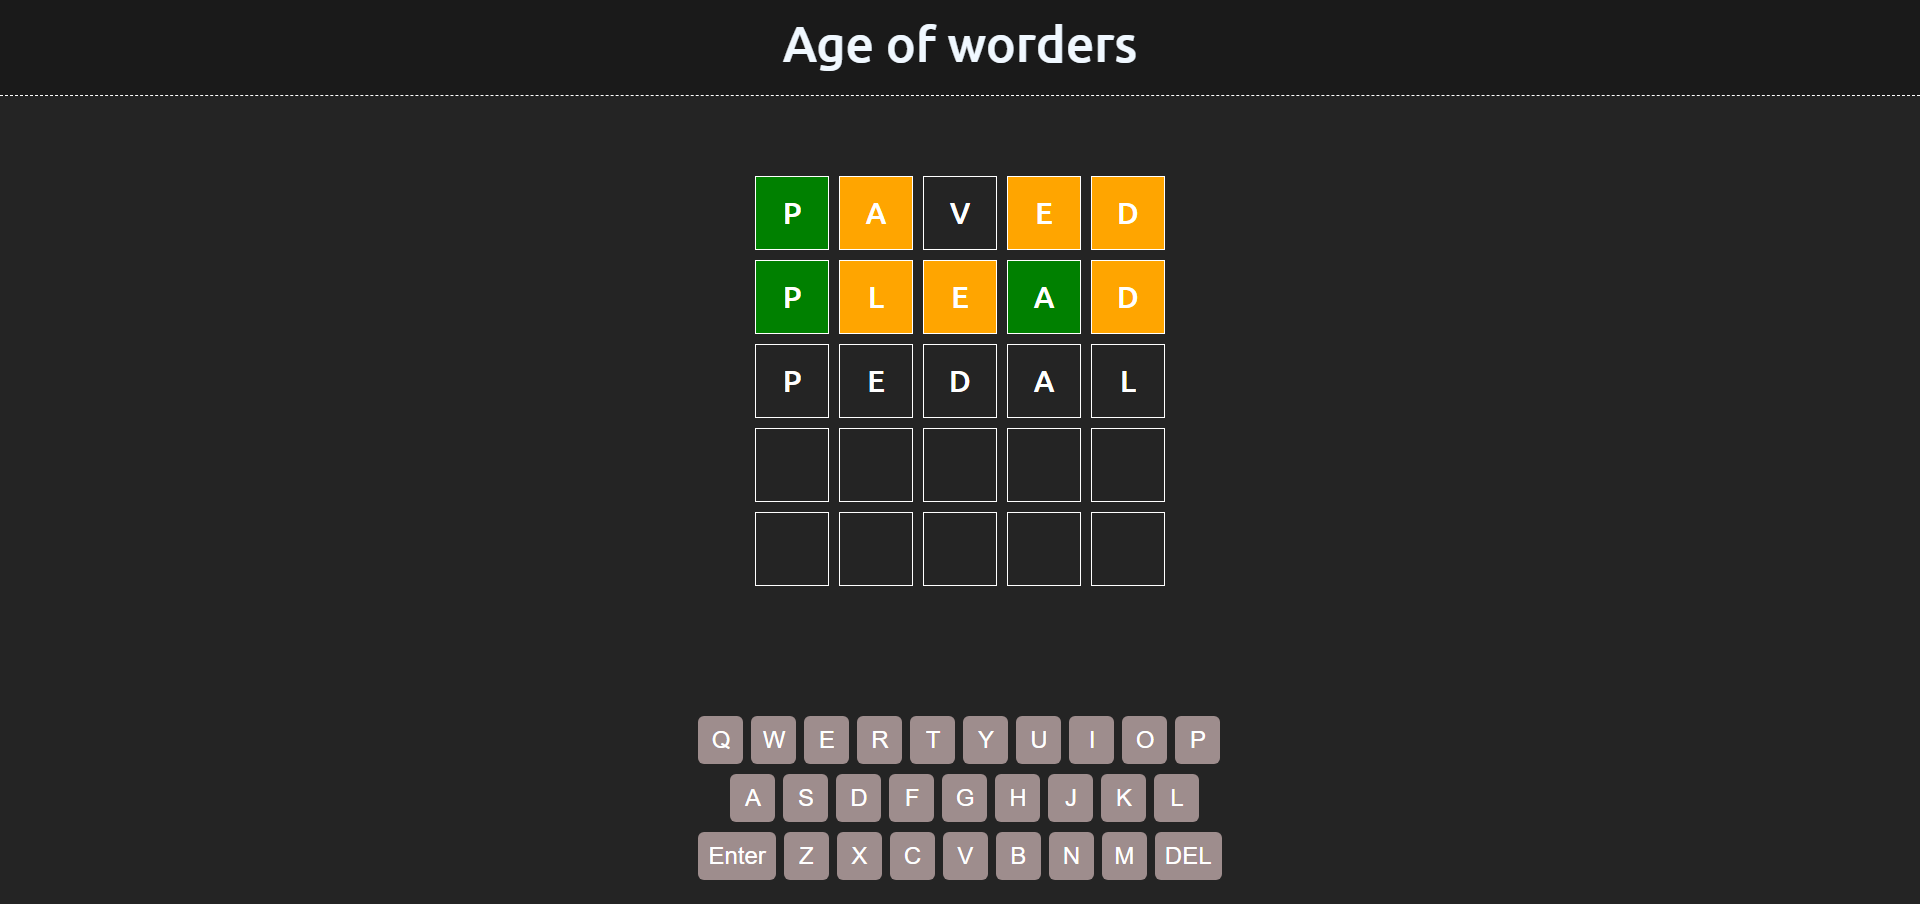 Age of worders
P A V E D
P L E A D
P E D A L
Q W E R T Y U I O P
A S D F G H J K L
Enter Z X C V B N M DEL